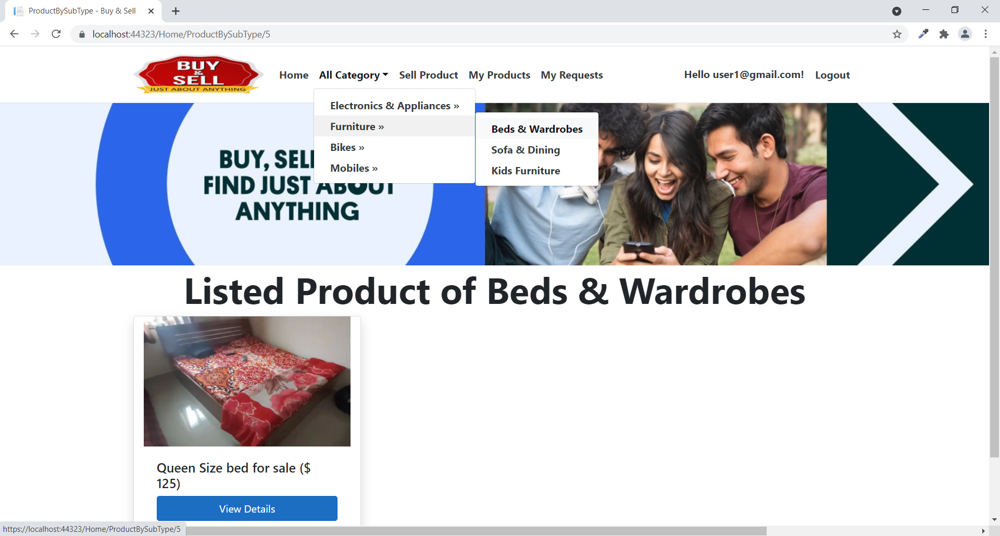 ProductBySubType - Buy & Sell
localhost:44323/Home/ProductBySubType/5
BUY
&
SELL
JUST ABOUT ANYTHING
Home
All Category
Sell Product
My Products
My Requests
Hello user1@gmail.com!
Logout
Electronics & Appliances »
Furniture »
Bikes »
Mobiles »
Beds & Wardrobes
Sofa & Dining
Kids Furniture
BUY, SELL
FIND JUST ABOUT
ANYTHING
Listed Product of Beds & Wardrobes
Queen Size bed for sale ($
125)
View Details
https://localhost:44323/Home/ProductBySubType/5